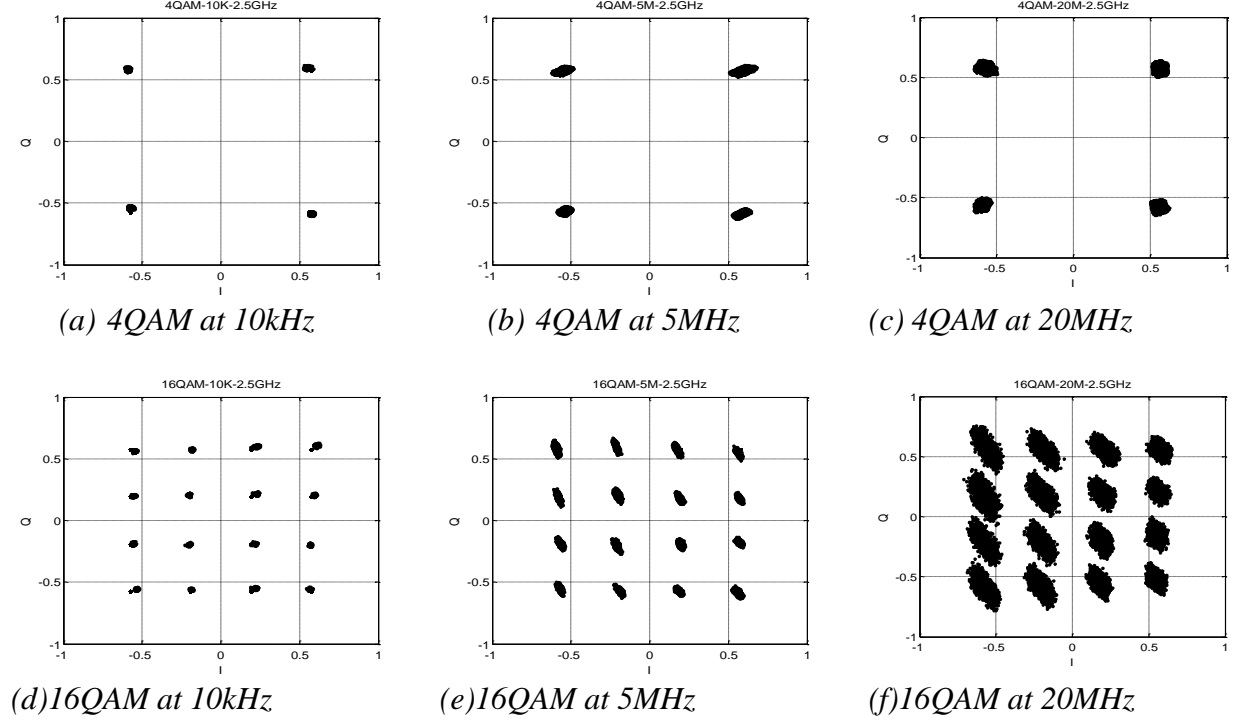 4QAM-10K-2.5GHz
1
0.5
0
-0.5
-1
Q
-1
-0.5
0
0.5
1
I
(a) 4QAM at 10kHz
4QAM-5M-2.5GHz
1
0.5
0
-0.5
-1
Q
-1
-0.5
0
0.5
1
I
(b) 4QAM at 5MHz
4QAM-20M-2.5GHz
1
0.5
0
-0.5
-1
Q
-1
-0.5
0
0.5
1
I
(c) 4QAM at 20MHz
16QAM-10K-2.5GHz
1
0.5
0
-0.5
-1
Q
-1
-0.5
0
0.5
1
I
(d)16QAM at 10kHz
16QAM-5M-2.5GHz
1
0.5
0
-0.5
-1
Q
-1
-0.5
0
0.5
1
I
(e)16QAM at 5MHz
16QAM-20M-2.5GHz
1
0.5
0
-0.5
-1
Q
-1
-0.5
0
0.5
1
I
(f)16QAM at 20MHz